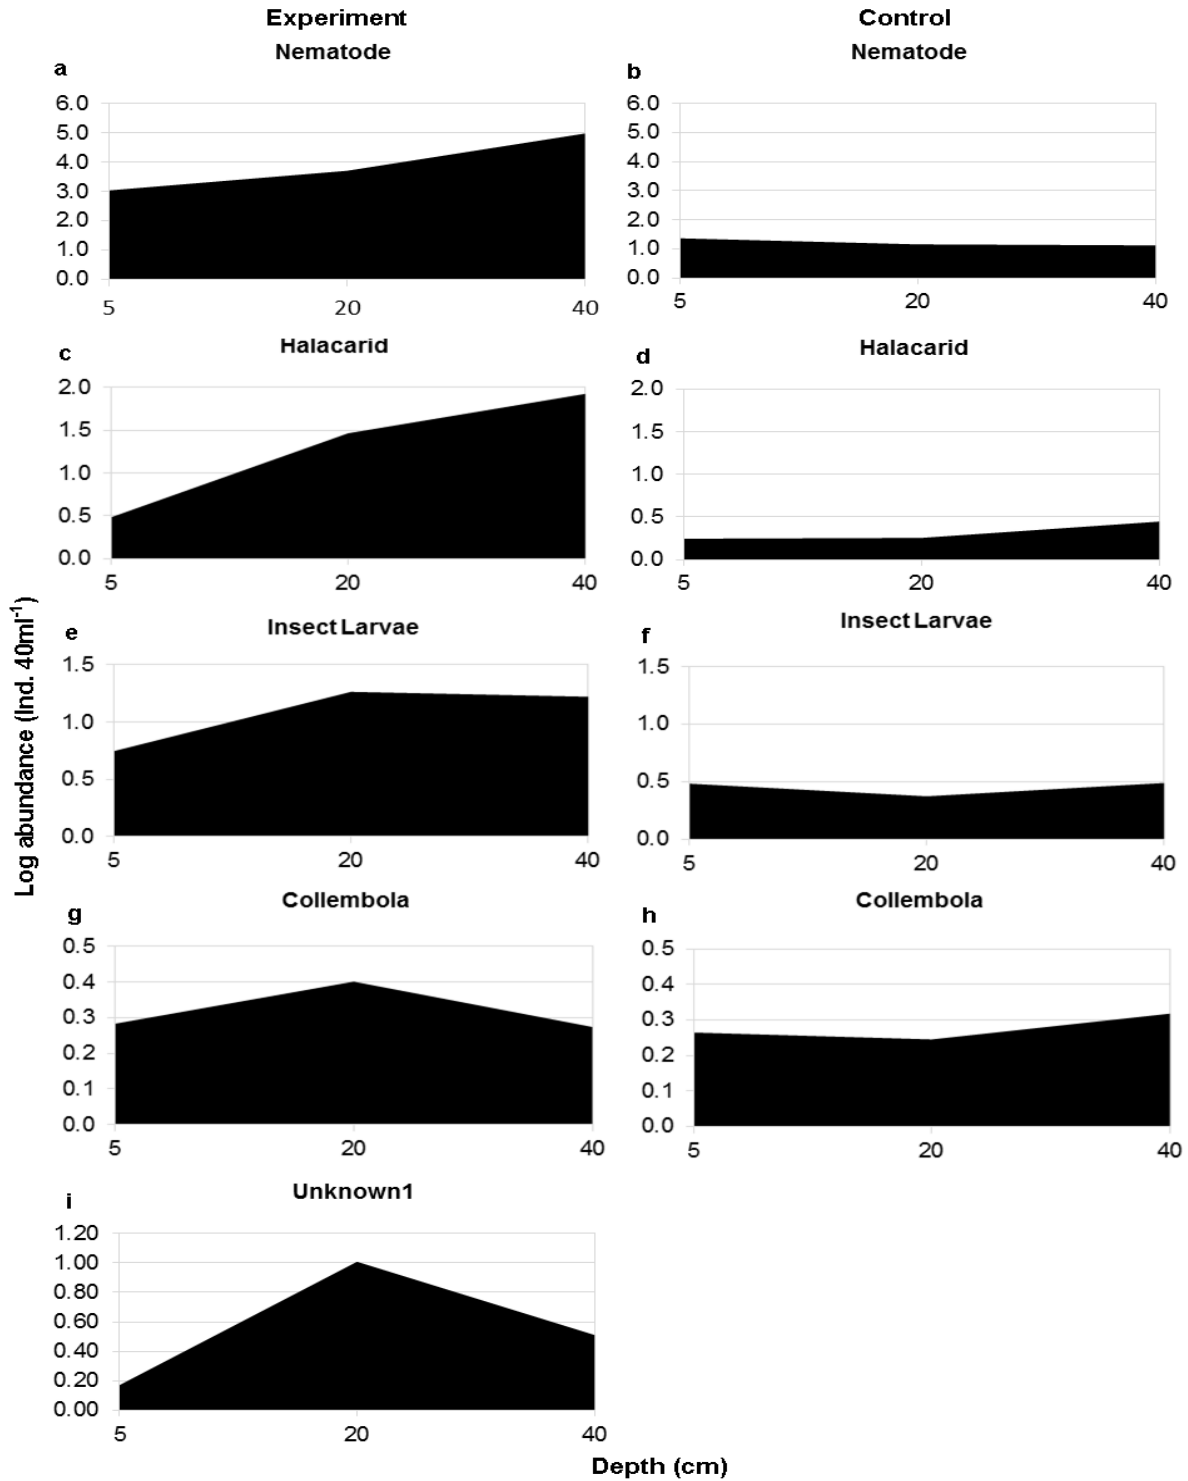 Experiment
Control
Nematode
Nematode
a
b
6.0
5.0
4.0
3.0
2.0
1.0
0.0
5 20 40
6.0
5.0
4.0
3.0
2.0
1.0
0.0
5 20 40
Halacarid
Halacarid
c
d
2.0
1.5
1.0
0.5
0.0
5 20 40
2.0
1.5
1.0
0.5
0.0
5 20 40
Insect Larvae
Insect Larvae
e
f
1.5
1.0
0.5
0.0
5 20 40
1.5
1.0
0.5
0.0
5 20 40
Log abundance (Ind. 40ml⁻¹)
Collembola
Collembola
g
h
0.5
0.4
0.3
0.2
0.1
0.0
5 20 40
0.5
0.4
0.3
0.2
0.1
0.0
5 20 40
Unknown1
i
1.20
1.00
0.80
0.60
0.40
0.20
0.00
5 20 40
Depth (cm)